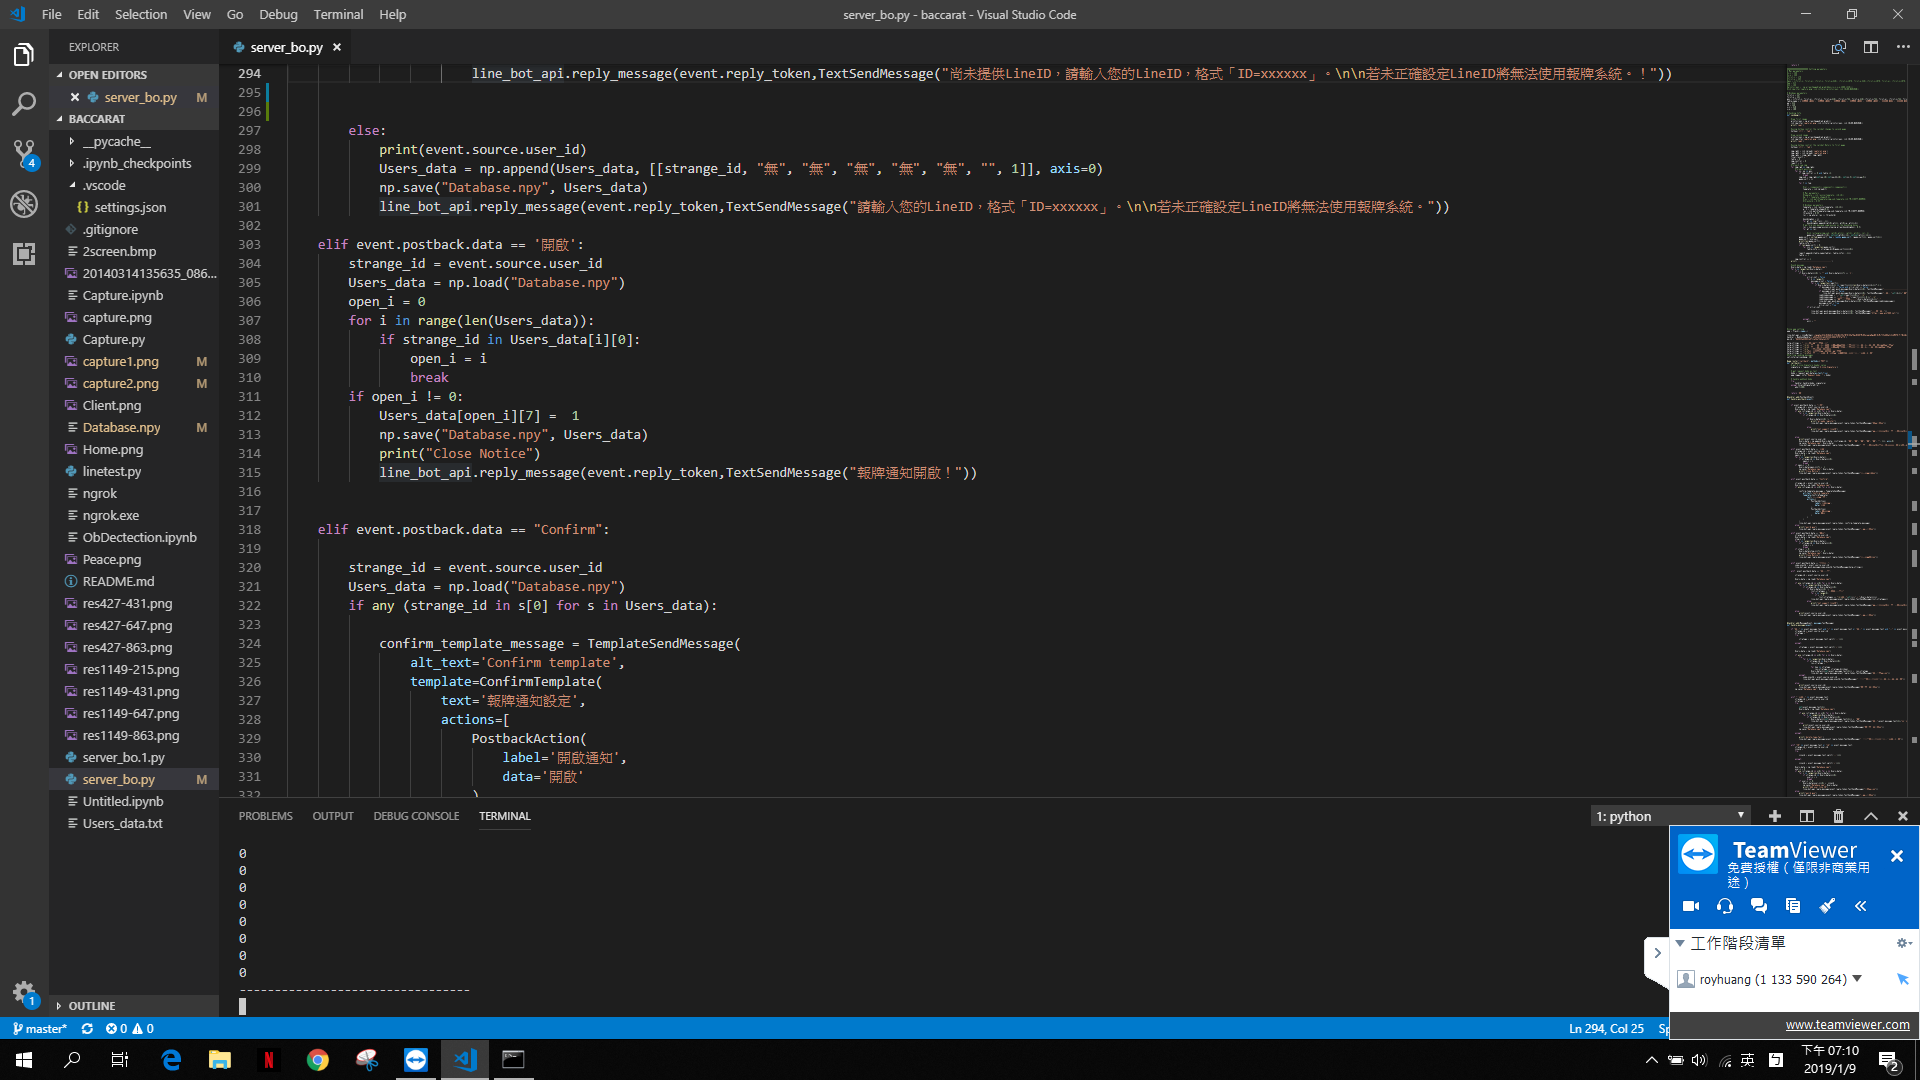 File Edit Selection View Go Debug Terminal Help
server_bo.py - baccarat - Visual Studio Code
EXPLORER
OPEN EDITORS
server_bo.py M
BACCARAT
__pycache__
.ipynb_checkpoints
.vscode
settings.json
.gitignore
2screen.bmp
20140314135635_086...
Capture.ipynb
capture.png
Capture.py
capture1.png M
capture2.png M
Client.png
Database.npy M
Home.png
linetest.py
ngrok
ngrok.exe
ObDectection.ipynb
Peace.png
README.md
res427-431.png
res427-647.png
res427-863.png
res1149-215.png
res1149-431.png
res1149-647.png
res1149-863.png
server_bo.1.py
server_bo.py M
Untitled.ipynb
Users_data.txt
OUTLINE
4
1
server_bo.py
294 line_bot_api.reply_message(event.reply_token,TextSendMessage("尚未提供LineID，請輸入您的LineID，格式「ID=xxxxxx」。\n\n若未正確設定LineID將無法使用報牌系統。！"))
295
296
297 else:
298 print(event.source.user_id)
299 Users_data = np.append(Users_data, [[strange_id, "無", "無", "無", "無", "無", "", 1]], axis=0)
300 np.save("Database.npy", Users_data)
301 line_bot_api.reply_message(event.reply_token,TextSendMessage("請輸入您的LineID，格式「ID=xxxxxx」。\n\n若未正確設定LineID將無法使用報牌系統。"))
302
303 elif event.postback.data == '開啟':
304 strange_id = event.source.user_id
305 Users_data = np.load("Database.npy")
306 open_i = 0
307 for i in range(len(Users_data)):
308 if strange_id in Users_data[i][0]:
309 open_i = i
310 break
311 if open_i != 0:
312 Users_data[open_i][7] =  1
313 np.save("Database.npy", Users_data)
314 print("Close Notice")
315 line_bot_api.reply_message(event.reply_token,TextSendMessage("報牌通知開啟！"))
316
317
318 elif event.postback.data == "Confirm":
319
320 strange_id = event.source.user_id
321 Users_data = np.load("Database.npy")
322 if any (strange_id in s[0] for s in Users_data):
323
324 confirm_template_message = TemplateSendMessage(
325 alt_text='Confirm template',
326 template=ConfirmTemplate(
327 text='報牌通知設定',
328 actions=[
329 PostbackAction(
330 label='開啟通知',
331 data='開啟'
332 )
PROBLEMS OUTPUT DEBUG CONSOLE TERMINAL
1: python
0
0
0
0
0
0
0
0
---------------------------------
TeamViewer
免費授權（僅限非商業用
途）
工作階段清單
royhuang (1 133 590 264)
www.teamviewer.com
master* 0 0
Ln 294, Col 25
英
下午 07:10
2019/1/9
2